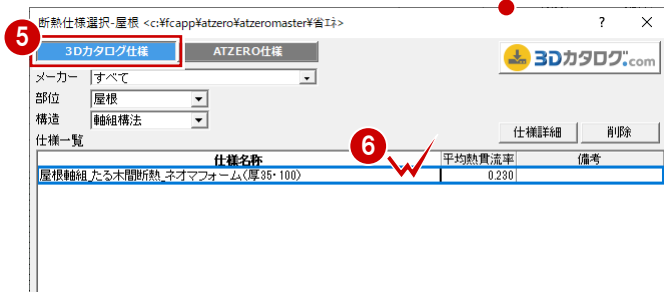 断熱仕様選択-屋根 <c:¥fcapp¥atzero¥atzeromaster¥省ｴﾈ>
? ×
5
3Dカタログ仕様 ATZERO仕様
3Dカタログ.com
メーカー すべて
部位 屋根
構造 軸組構法
仕様詳細 削除
仕様一覧
6
仕様名称 平均熱貫流率 備考
屋根軸組_たる木間断熱_ネオマフォーム(厚35・100) 0.230